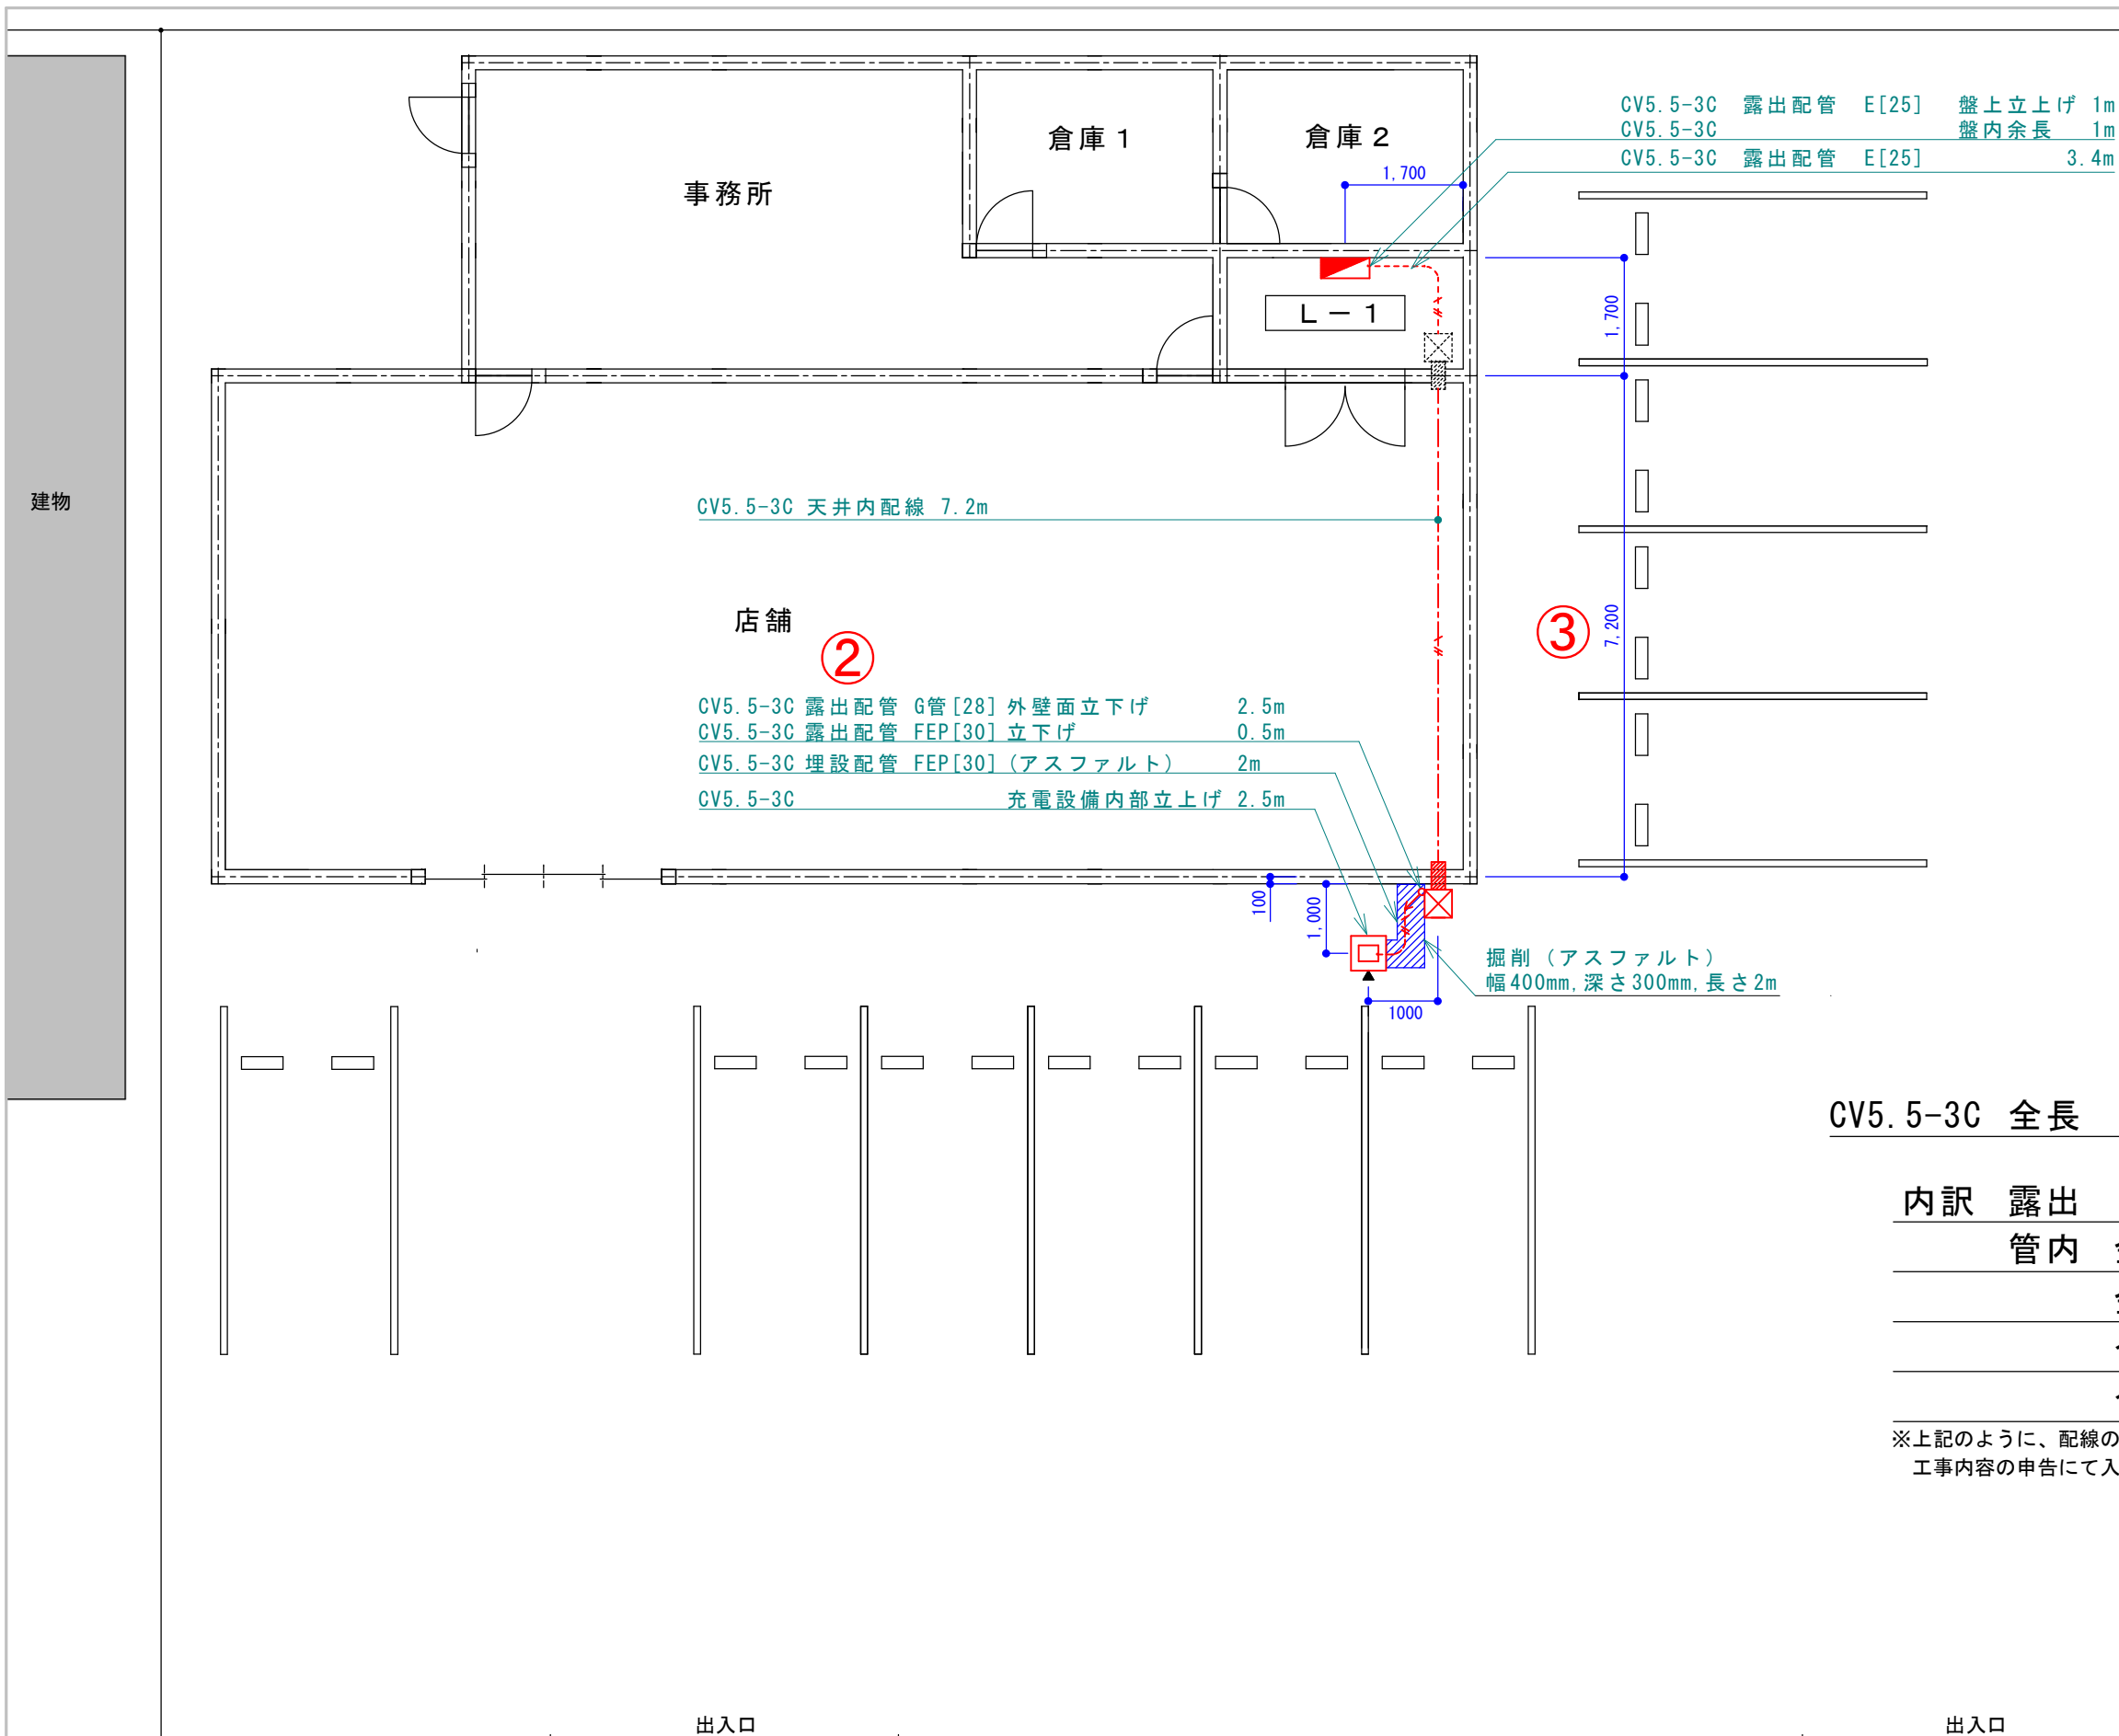 CV5.5-3C 露出配管 E[25] 盤上立上げ 1m
CV5.5-3C 盤内余長 1m
CV5.5-3C 露出配管 E[25] 3.4m
倉庫1
倉庫2
事務所
1,700
L-1
1,700
建物
CV5.5-3C 天井内配線 7.2m
店舗
②
③
7,200
CV5.5-3C 露出配管 G管[28] 外壁面立下げ 2.5m
CV5.5-3C 露出配管 FEP[30] 立下げ 0.5m
CV5.5-3C 埋設配管 FEP[30] (アスファルト) 2m
CV5.5-3C 充電設備内部立上げ 2.5m
100
1,000
掘削(アスファルト)
幅400mm,深さ300mm,長さ2m
1000
CV5.5-3C 全長
内訳 露出
管内
※上記のように、配線の
工事内容の申告にて入
出入口
出入口